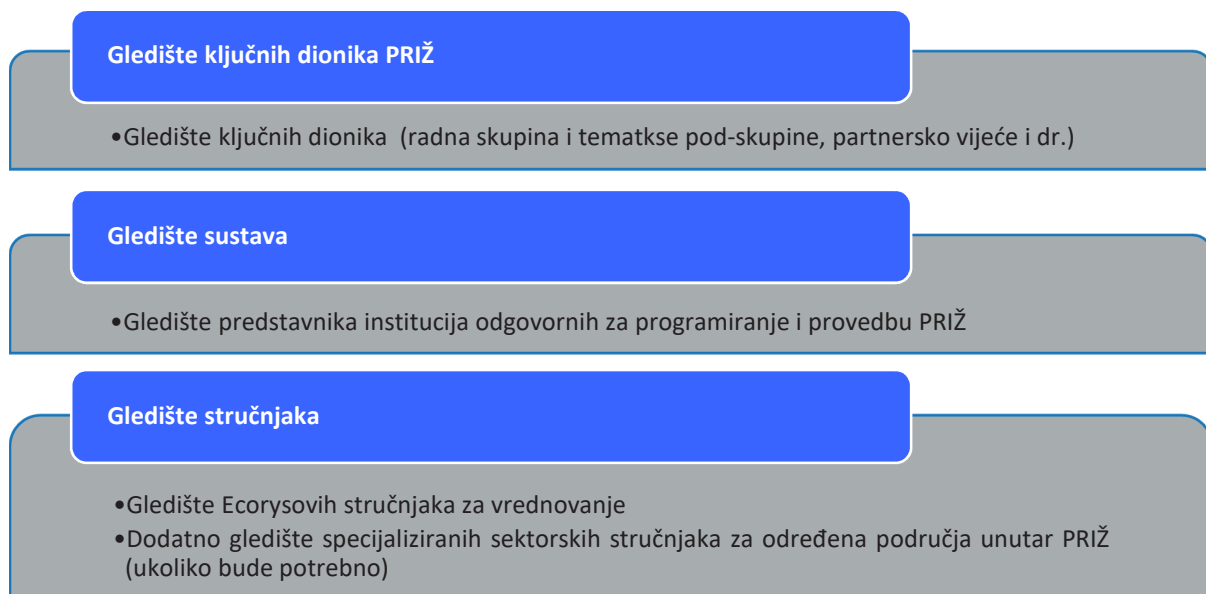 Gledište ključnih dionika PRIŽ
•Gledište ključnih dionika (radna skupina i tematkse pod-skupine, partnersko vijeće i dr.)
Gledište sustava
•Gledište predstavnika institucija odgovornih za programiranje i provedbu PRIŽ
Gledište stručnjaka
•Gledište Ecorysovih stručnjaka za vrednovanje
•Dodatno gledište specijaliziranih sektorskih stručnjaka za određena područja unutar PRIŽ
(ukoliko bude potrebno)